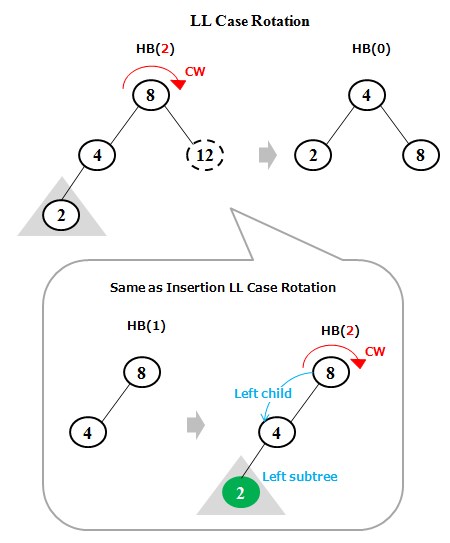 LL Case Rotation
HB(2)
HB(0)
CW
8
4
4
12
2
8
2
Same as Insertion LL Case Rotation
HB(1)
HB(2)
CW
8
8
Left child
4
4
Left subtree
2